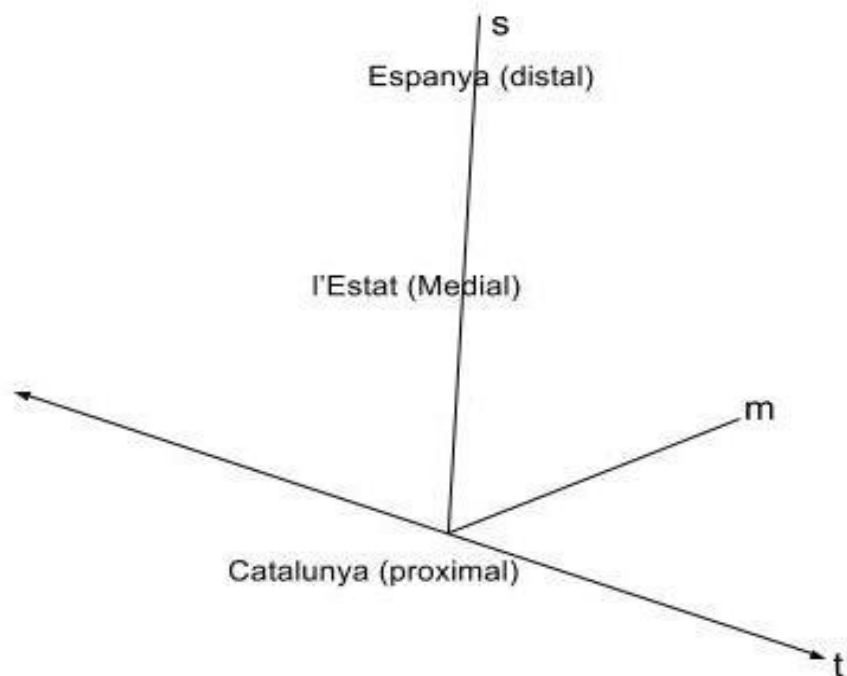 s
Espanya (distal)
l'Estat (Medial)
m
Catalunya (proximal)
t